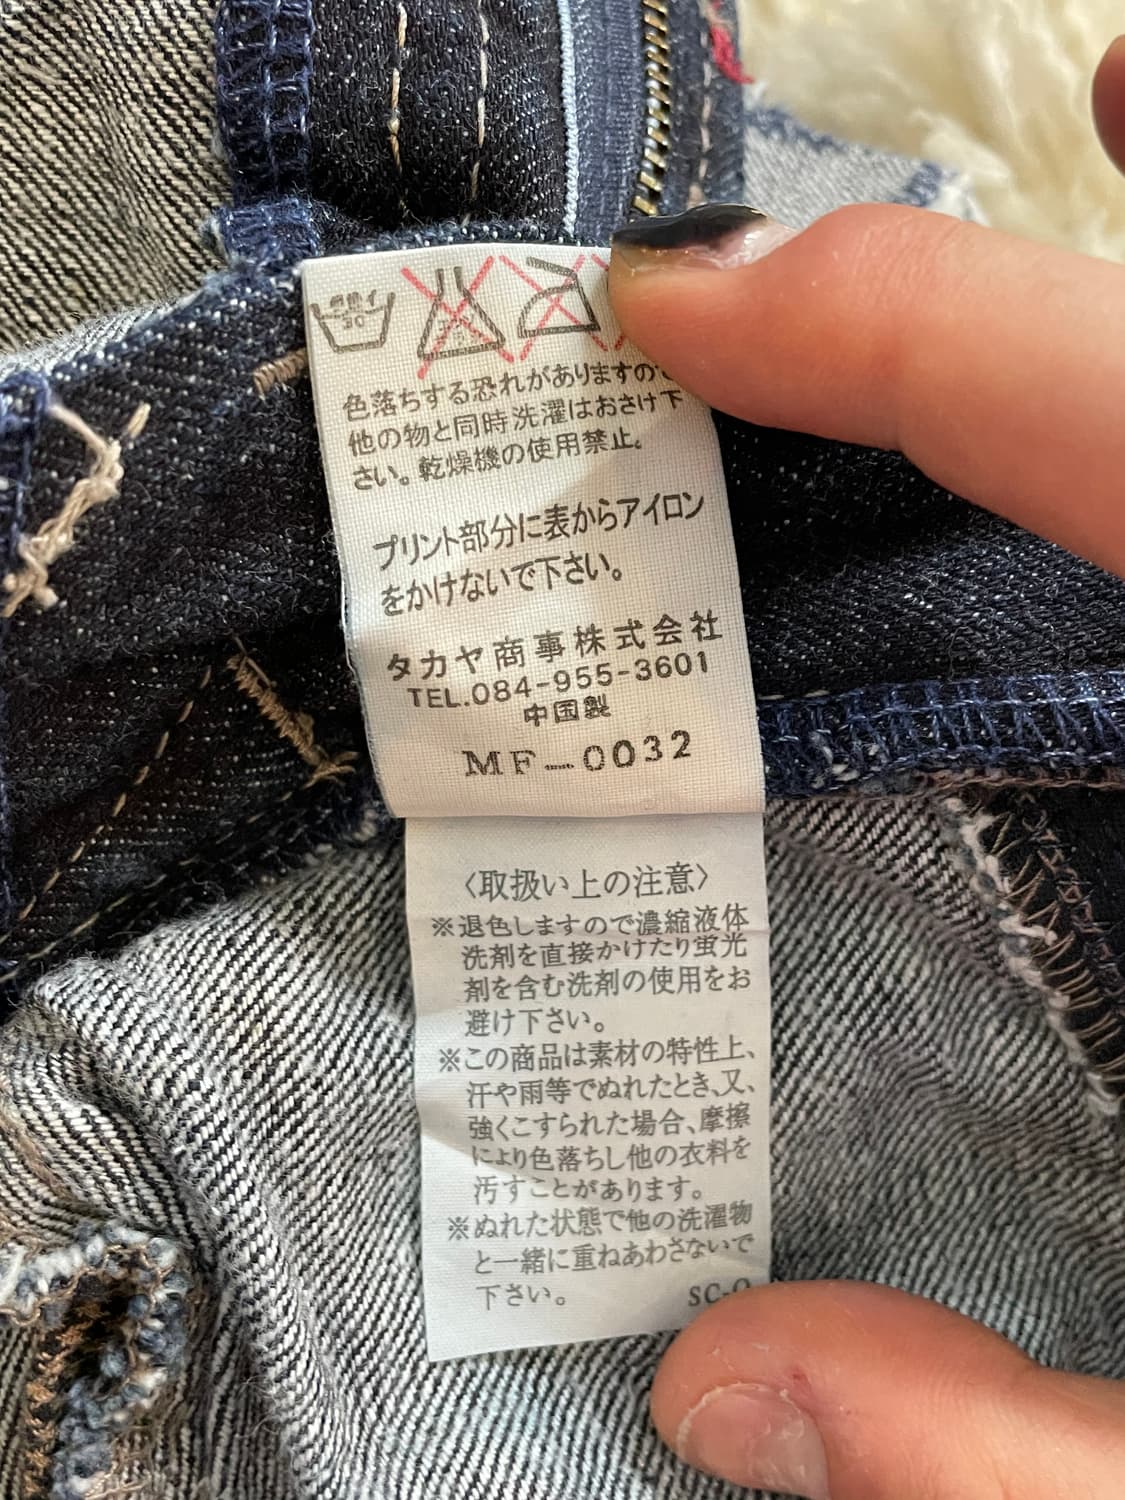 手洗イ
30
色落ちする恐れがありますので
他の物と同時洗濯はおさけ下
さい。乾燥機の使用禁止。
プリント部分に表からアイロン
をかけないで下さい。
タカヤ商事株式会社
TEL.084-955-3601
中国製
MF-0032
〈取扱い上の注意〉
※退色しますので濃縮液体
洗剤を直接かけたり蛍光
剤を含む洗剤の使用をお
避け下さい。
※この商品は素材の特性上、
汗や雨等でぬれたとき、又、
強くこすられた場合、摩擦
により色落ちし他の衣料を
汚すことがあります。
※ぬれた状態で他の洗濯物
と一緒に重ねあわさないで
下さい。